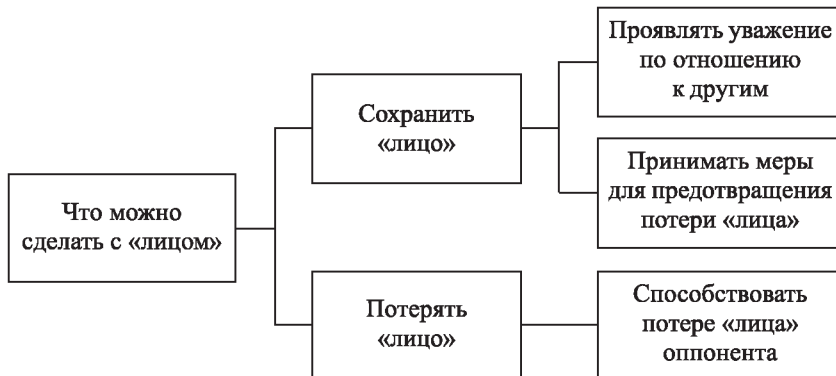 Что можно
сделать с «лицом»
Сохранить
«лицо»
Проявлять уважение
по отношению
к другим
Принимать меры
для предотвращения
потери «лица»
Потерять
«лицо»
Способствовать
потере «лица»
оппонента